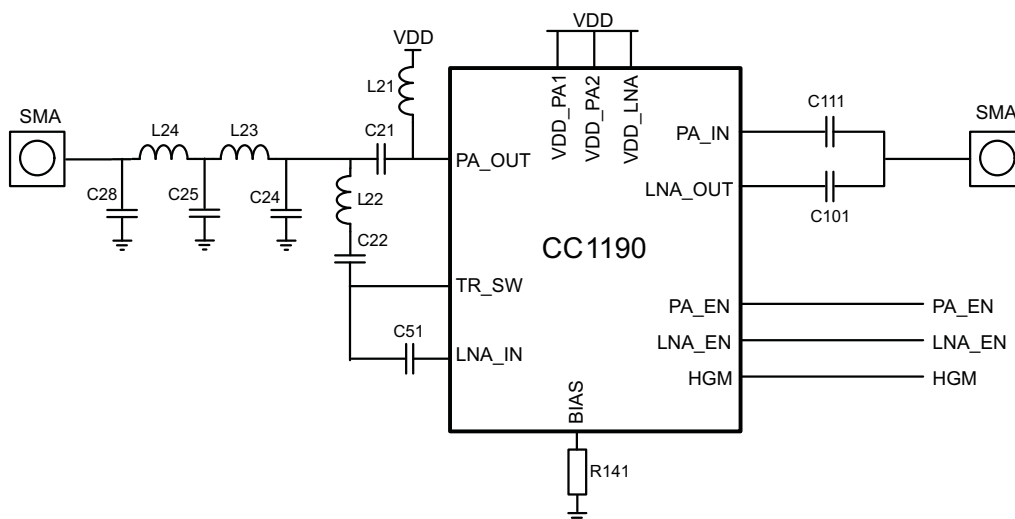 VDD
VDD
L21
SMA
C111
SMA
L24
L23
C21
VDD_PA1
VDD_PA2
VDD_LNA
PA_IN
PA_OUT
LNA_OUT
C28
C25
C24
L22
C101
C22
CC1190
TR_SW
PA_EN
PA_EN
C51
LNA_EN
LNA_EN
LNA_IN
HGM
HGM
BIAS
R141